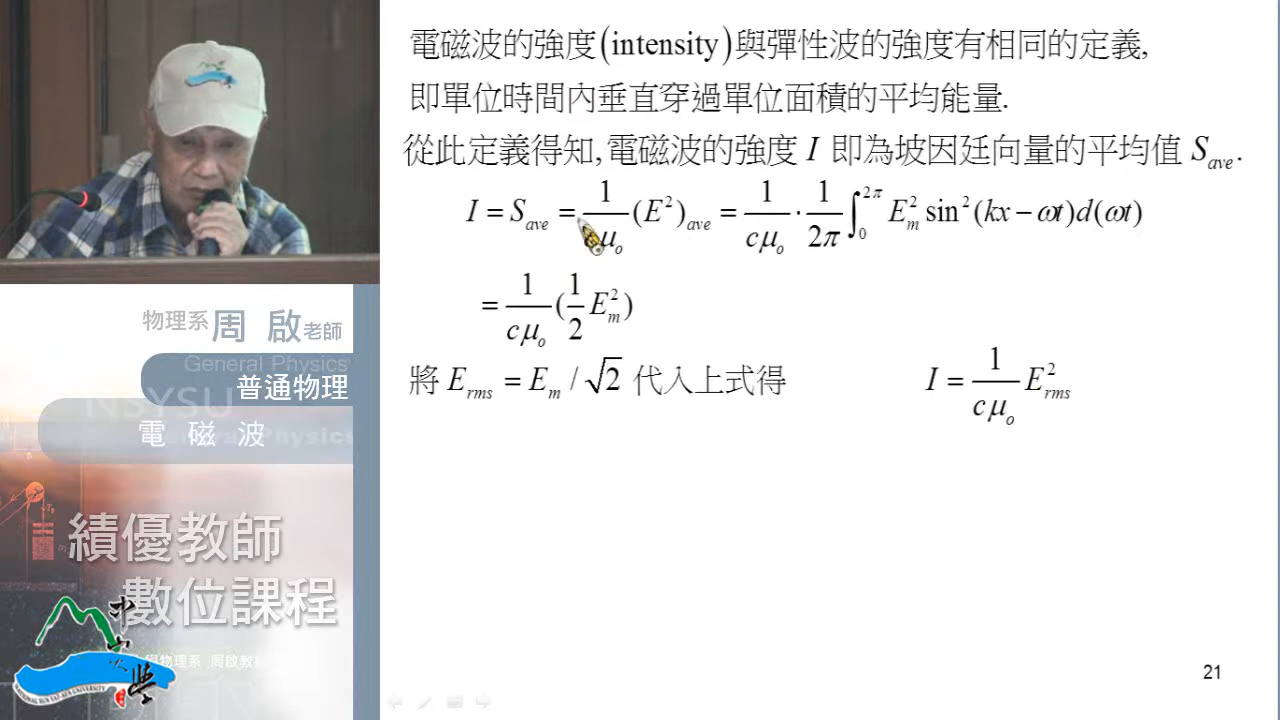 電磁波的強度(intensity)與彈性波的強度有相同的定義,
即單位時間內垂直穿過單位面積的平均能量.
從此定義得知,電磁波的強度 I 即為坡因廷向量的平均值 S_ave.
I = S_ave = 1/μ_o (E²)_ave = 1/(cμ_o) · 1/(2π) ∫_0^{2π} E_m² sin²(kx − ωt)d(ωt)
= 1/(cμ_o) (1/2 E_m²)
將 E_rms = E_m / √2 代入上式得 I = 1/(cμ_o) E_rms²
物理系 周 啟 老師
General Physics
普通物理
NSYSU
電 磁 波
績優教師
數位課程
21